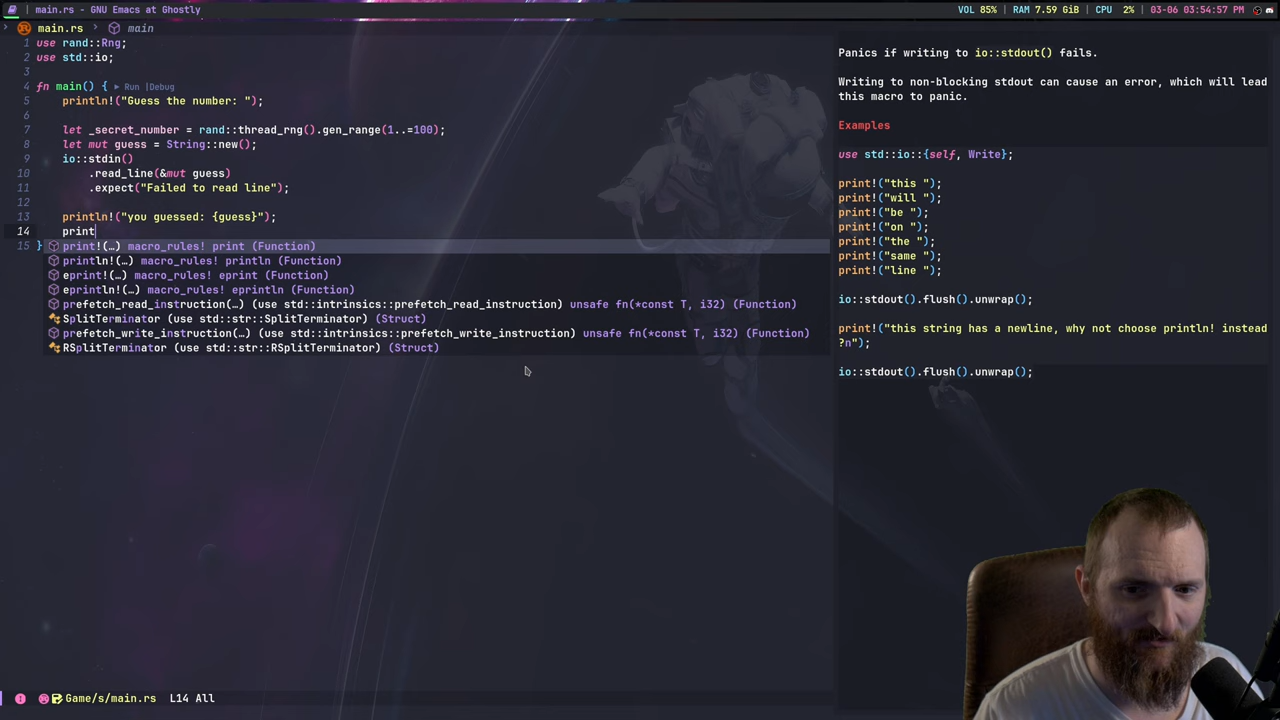 main.rs - GNU Emacs at Ghostly
VOL 85% | RAM 7.59 GiB | CPU 2% | 03-06 03:54:57 PM
main.rs > main
1 use rand::Rng;
2 use std::io;
3
4 fn main() { ▶ Run |Debug
5 println!("Guess the number: ");
6
7 let _secret_number = rand::thread_rng().gen_range(1..=100);
8 let mut guess = String::new();
9 io::stdin()
10 .read_line(&mut guess)
11 .expect("Failed to read line");
12
13 println!("you guessed: {guess}");
14 print
15 }
print!(…) macro_rules! print (Function)
println!(…) macro_rules! println (Function)
eprint!(…) macro_rules! eprint (Function)
eprintln!(…) macro_rules! eprintln (Function)
prefetch_read_instruction(…) (use std::intrinsics::prefetch_read_instruction) unsafe fn(*const T, i32) (Function)
SplitTerminator (use std::str::SplitTerminator) (Struct)
prefetch_write_instruction(…) (use std::intrinsics::prefetch_write_instruction) unsafe fn(*const T, i32) (Function)
RSplitTerminator (use std::str::RSplitTerminator) (Struct)
Panics if writing to io::stdout() fails.
Writing to non-blocking stdout can cause an error, which will lead
this macro to panic.
Examples
use std::io::{self, Write};
print!("this ");
print!("will ");
print!("be ");
print!("on ");
print!("the ");
print!("same ");
print!("line ");
io::stdout().flush().unwrap();
print!("this string has a newline, why not choose println! instead
?n");
io::stdout().flush().unwrap();
Game/s/main.rs L14 All